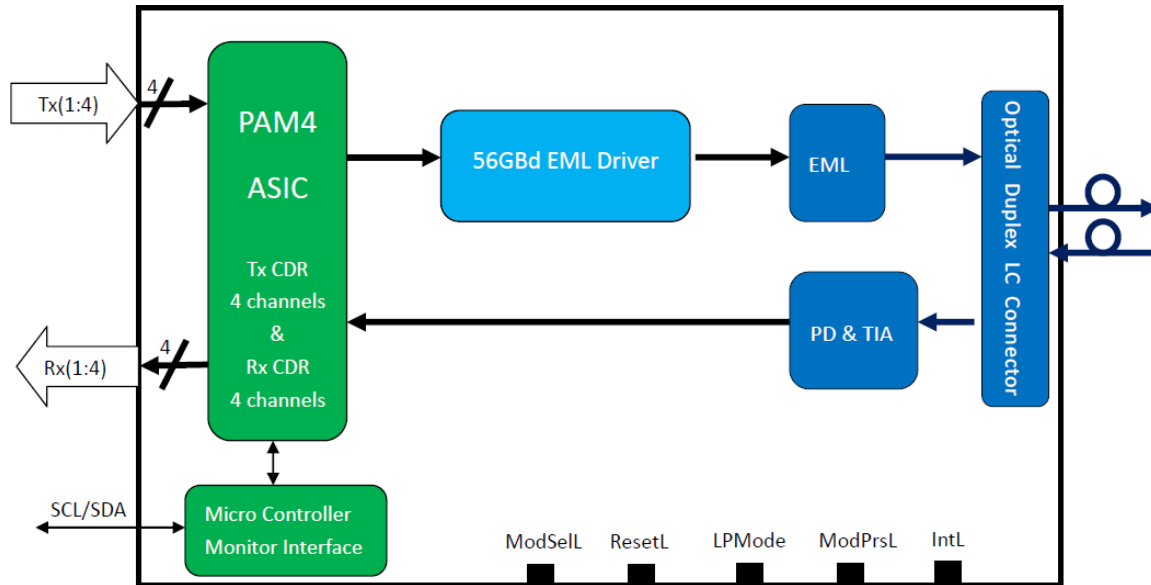 Tx(1:4)
4
PAM4
ASIC
Tx CDR
4 channels
&
Rx CDR
4 channels
56GBd EML Driver
EML
Optical Duplex LC Connector
PD & TIA
Rx(1:4)
4
SCL/SDA
Micro Controller
Monitor Interface
ModSelL
ResetL
LPMode
ModPrsL
IntL